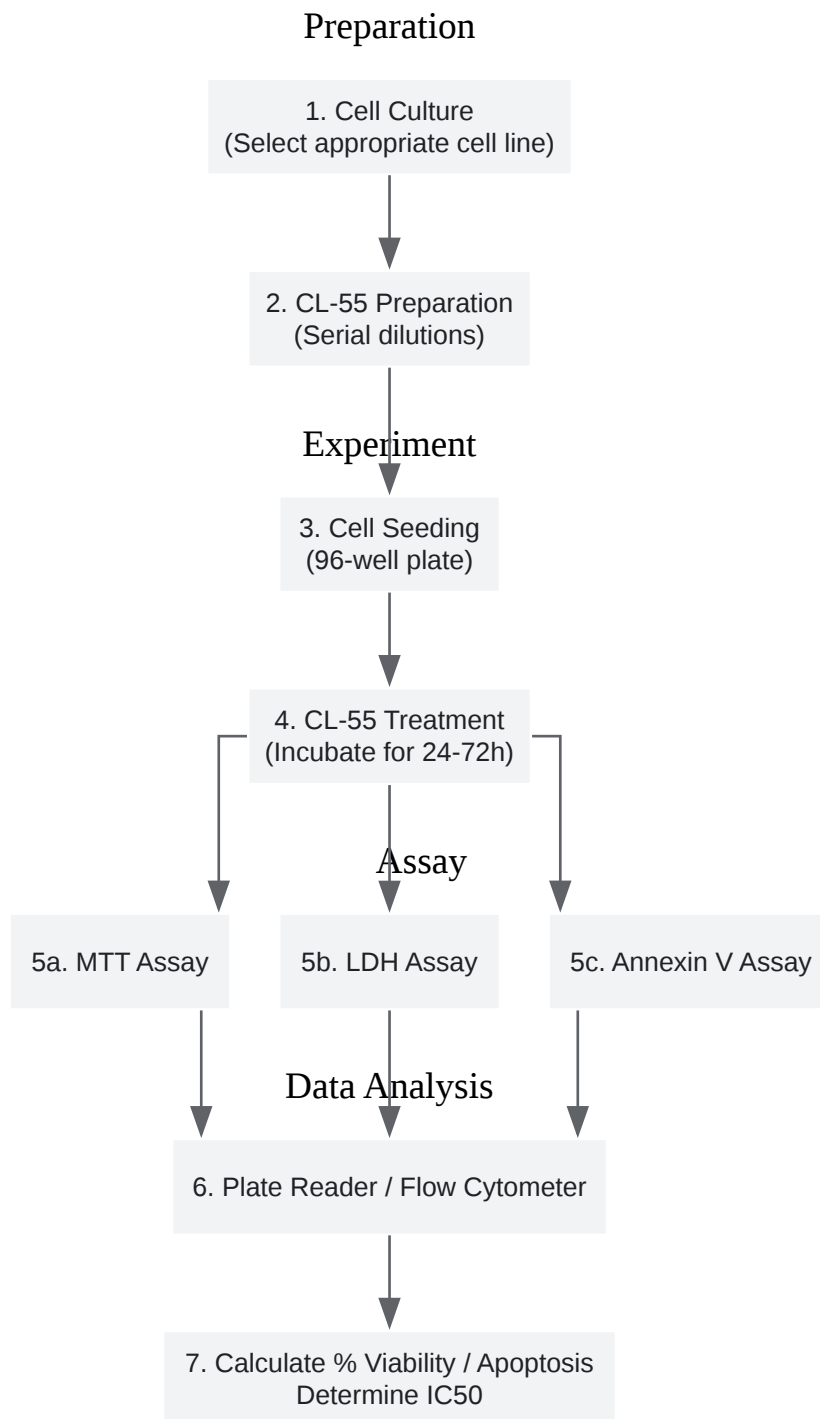 Preparation
1. Cell Culture
(Select appropriate cell line)
2. CL-55 Preparation
(Serial dilutions)
Experiment
3. Cell Seeding
(96-well plate)
4. CL-55 Treatment
(Incubate for 24-72h)
Assay
5a. MTT Assay
5b. LDH Assay
5c. Annexin V Assay
Data Analysis
6. Plate Reader / Flow Cytometer
7. Calculate % Viability / Apoptosis
Determine IC50